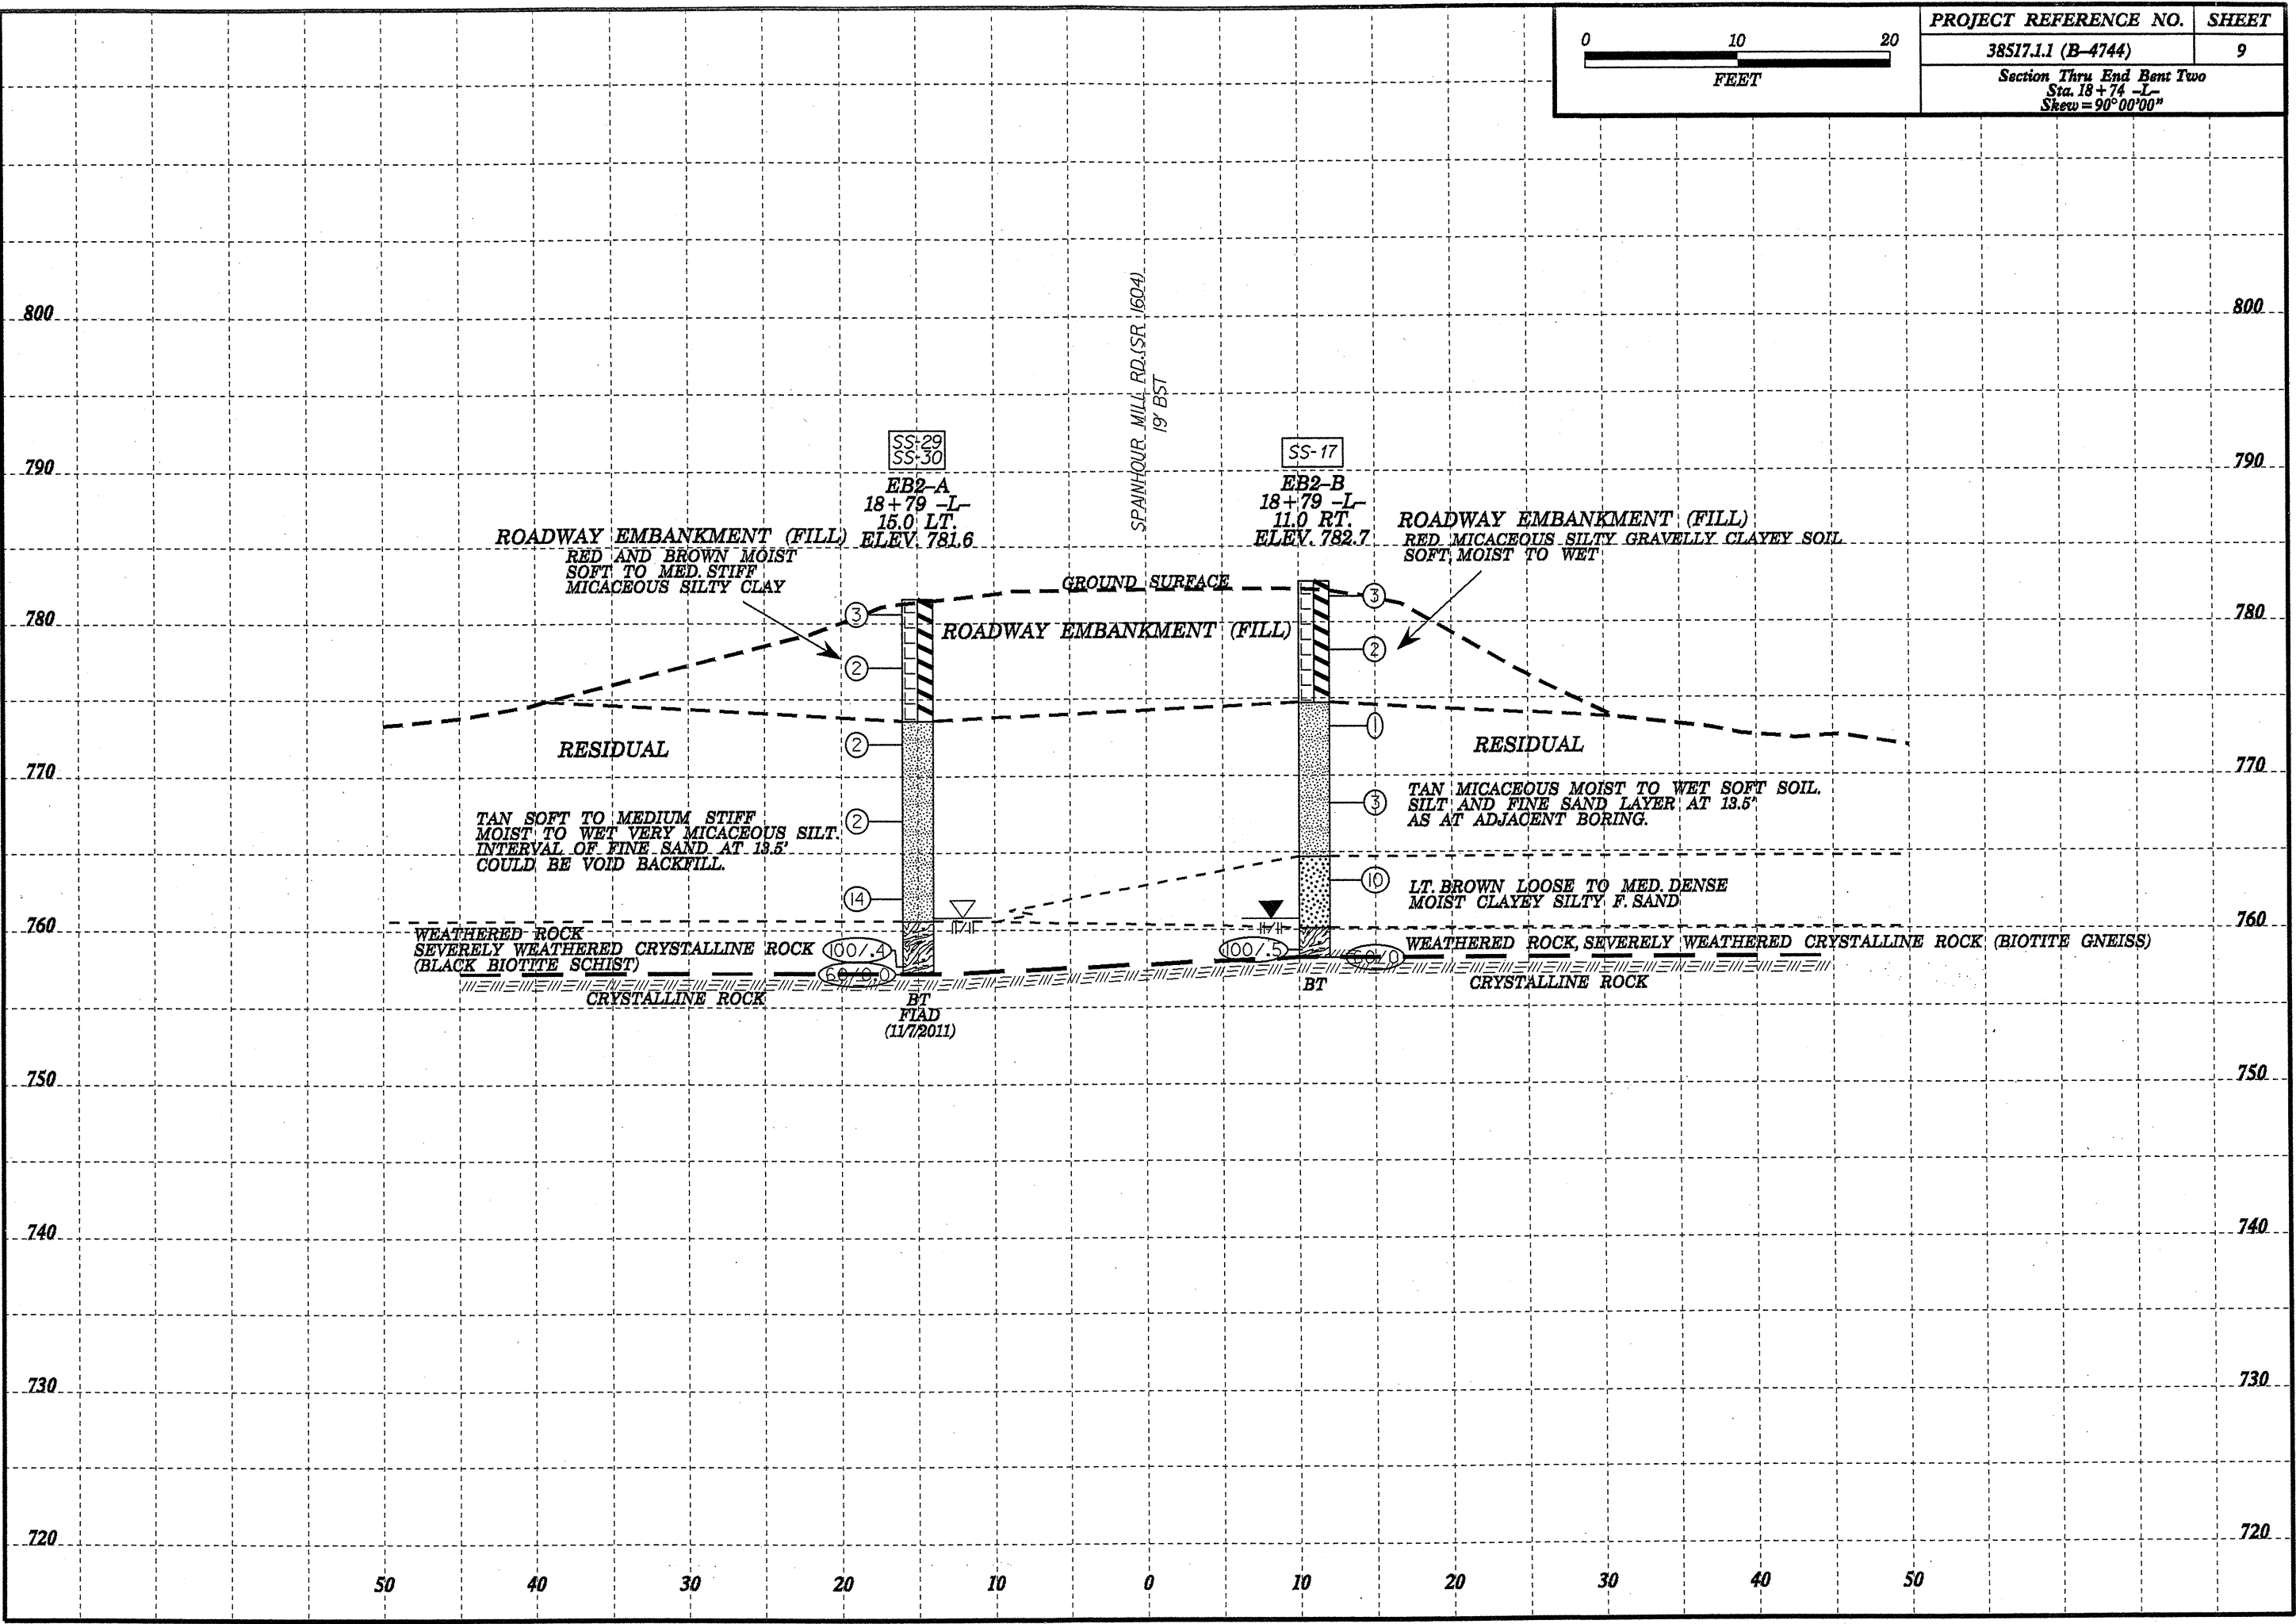 PROJECT REFERENCE NO. SHEET
38517.1.1 (B-4744) 9
Section Thru End Bent Two
Sta. 18+74 -L-
Skew=90°00'00"
0 10 20
FEET
SPAINHOUR MILL RD.(SR 1604)
19' BST
800 800
790 790
SS-29
SS-30
EB2-A
18+79 -L-
15.0 LT.
ELEV. 781.6
SS-17
EB2-B
18+79 -L-
11.0 RT.
ELEV. 782.7
ROADWAY EMBANKMENT (FILL)
RED AND BROWN MOIST
SOFT TO MED. STIFF
MICACEOUS SILTY CLAY
ROADWAY EMBANKMENT (FILL)
RED MICACEOUS SILTY GRAVELLY CLAYEY SOIL
SOFT MOIST TO WET
GROUND SURFACE
3 3
780 780
ROADWAY EMBANKMENT (FILL)
2 2
1
2
RESIDUAL RESIDUAL
770 770
3
TAN MICACEOUS MOIST TO WET SOFT SOIL.
SILT AND FINE SAND LAYER AT 13.5'
AS AT ADJACENT BORING.
2
TAN SOFT TO MEDIUM STIFF
MOIST TO WET VERY MICACEOUS SILT.
INTERVAL OF FINE SAND AT 13.5'
COULD BE VOID BACKFILL.
14 10
LT. BROWN LOOSE TO MED. DENSE
MOIST CLAYEY SILTY F. SAND
760 760
WEATHERED ROCK
SEVERELY WEATHERED CRYSTALLINE ROCK
(BLACK BIOTITE SCHIST)
100/.4
60/0.0
100/.5
60/0
WEATHERED ROCK, SEVERELY WEATHERED CRYSTALLINE ROCK (BIOTITE GNEISS)
CRYSTALLINE ROCK
CRYSTALLINE ROCK
BT
FIAD
(11/7/2011)
BT
750 750
740 740
730 730
720 720
50 40 30 20 10 0 10 20 30 40 50